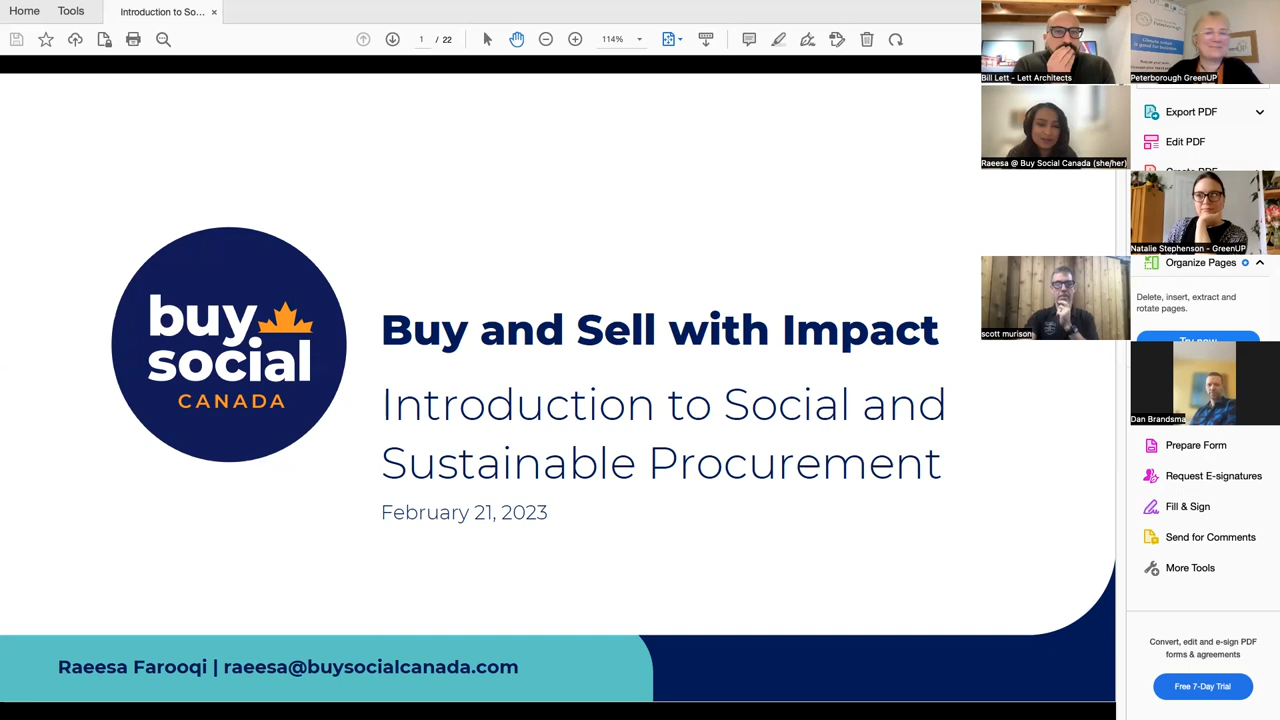 Home
Tools
Introduction to So...
×
1 / 22
114%
Bill Lett - Lett Architects
Peterborough GreenUP
Raeesa @ Buy Social Canada (she/her)
Export PDF
Edit PDF
Natalie Stephenson - GreenUP
Organize Pages
Delete, insert, extract and
rotate pages.
scott murison
Dan Brandsma
Prepare Form
Request E-signatures
Fill & Sign
Send for Comments
More Tools
Convert, edit and e-sign PDF
forms & agreements
Free 7-Day Trial
buy
social
CANADA
Buy and Sell with Impact
Introduction to Social and
Sustainable Procurement
February 21, 2023
Raeesa Farooqi | raeesa@buysocialcanada.com